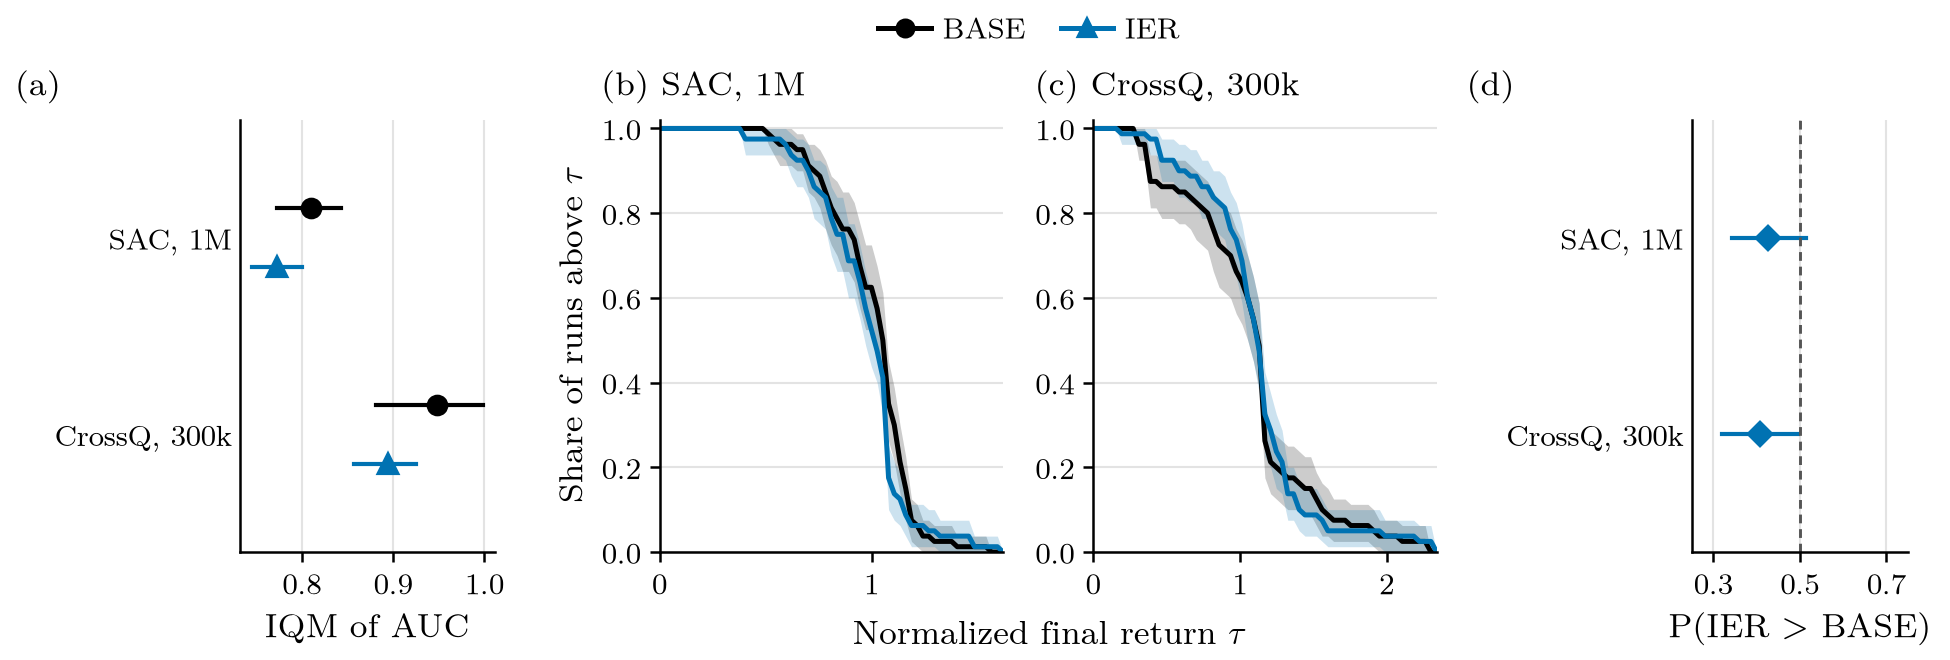 BASE IER
(a)
(b) SAC, 1M
(c) CrossQ, 300k
(d)
SAC, 1M
CrossQ, 300k
0.8 0.9 1.0
IQM of AUC
Share of runs above τ
1.0
0.8
0.6
0.4
0.2
0.0
0 1
1.0
0.8
0.6
0.4
0.2
0.0
0 1 2
Normalized final return τ
SAC, 1M
CrossQ, 300k
0.3 0.5 0.7
P(IER > BASE)